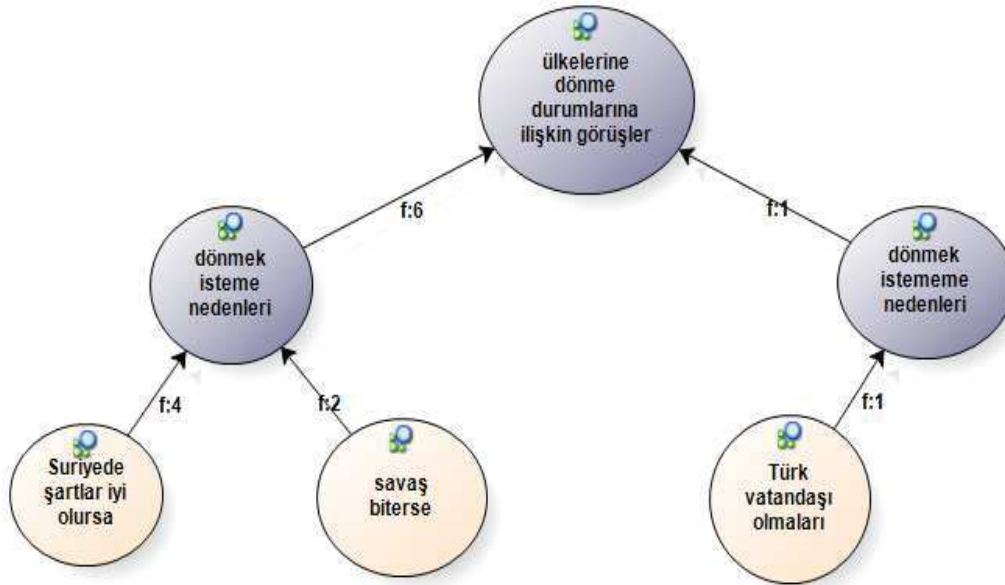 ülkelerine
dönme
durumlarına
ilişkin görüşler
f:6
f:1
dönmek
isteme
nedenleri
dönmek
istememe
nedenleri
f:4
f:2
f:1
Suriyede
şartlar iyi
olursa
savaş
biterse
Türk
vatandaşı
olmaları